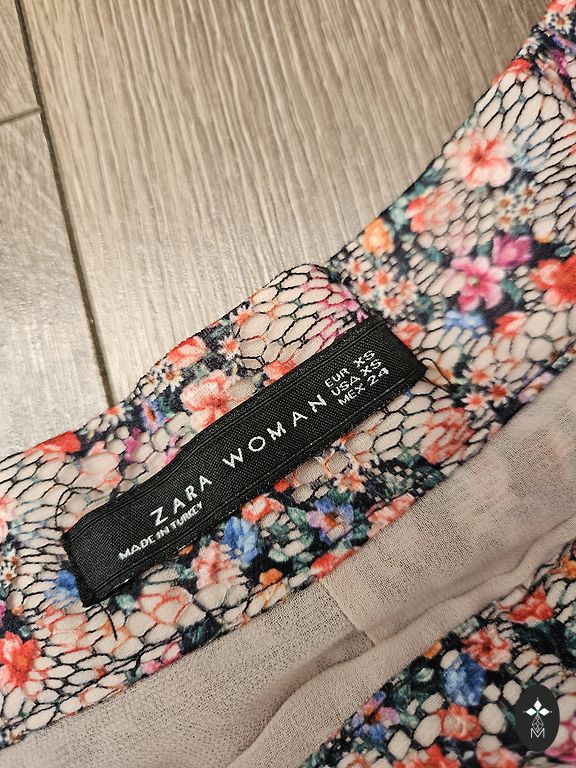 ZARA WOMAN
MADE IN TURKEY
EUR XS
USA XS
MEX 24
M